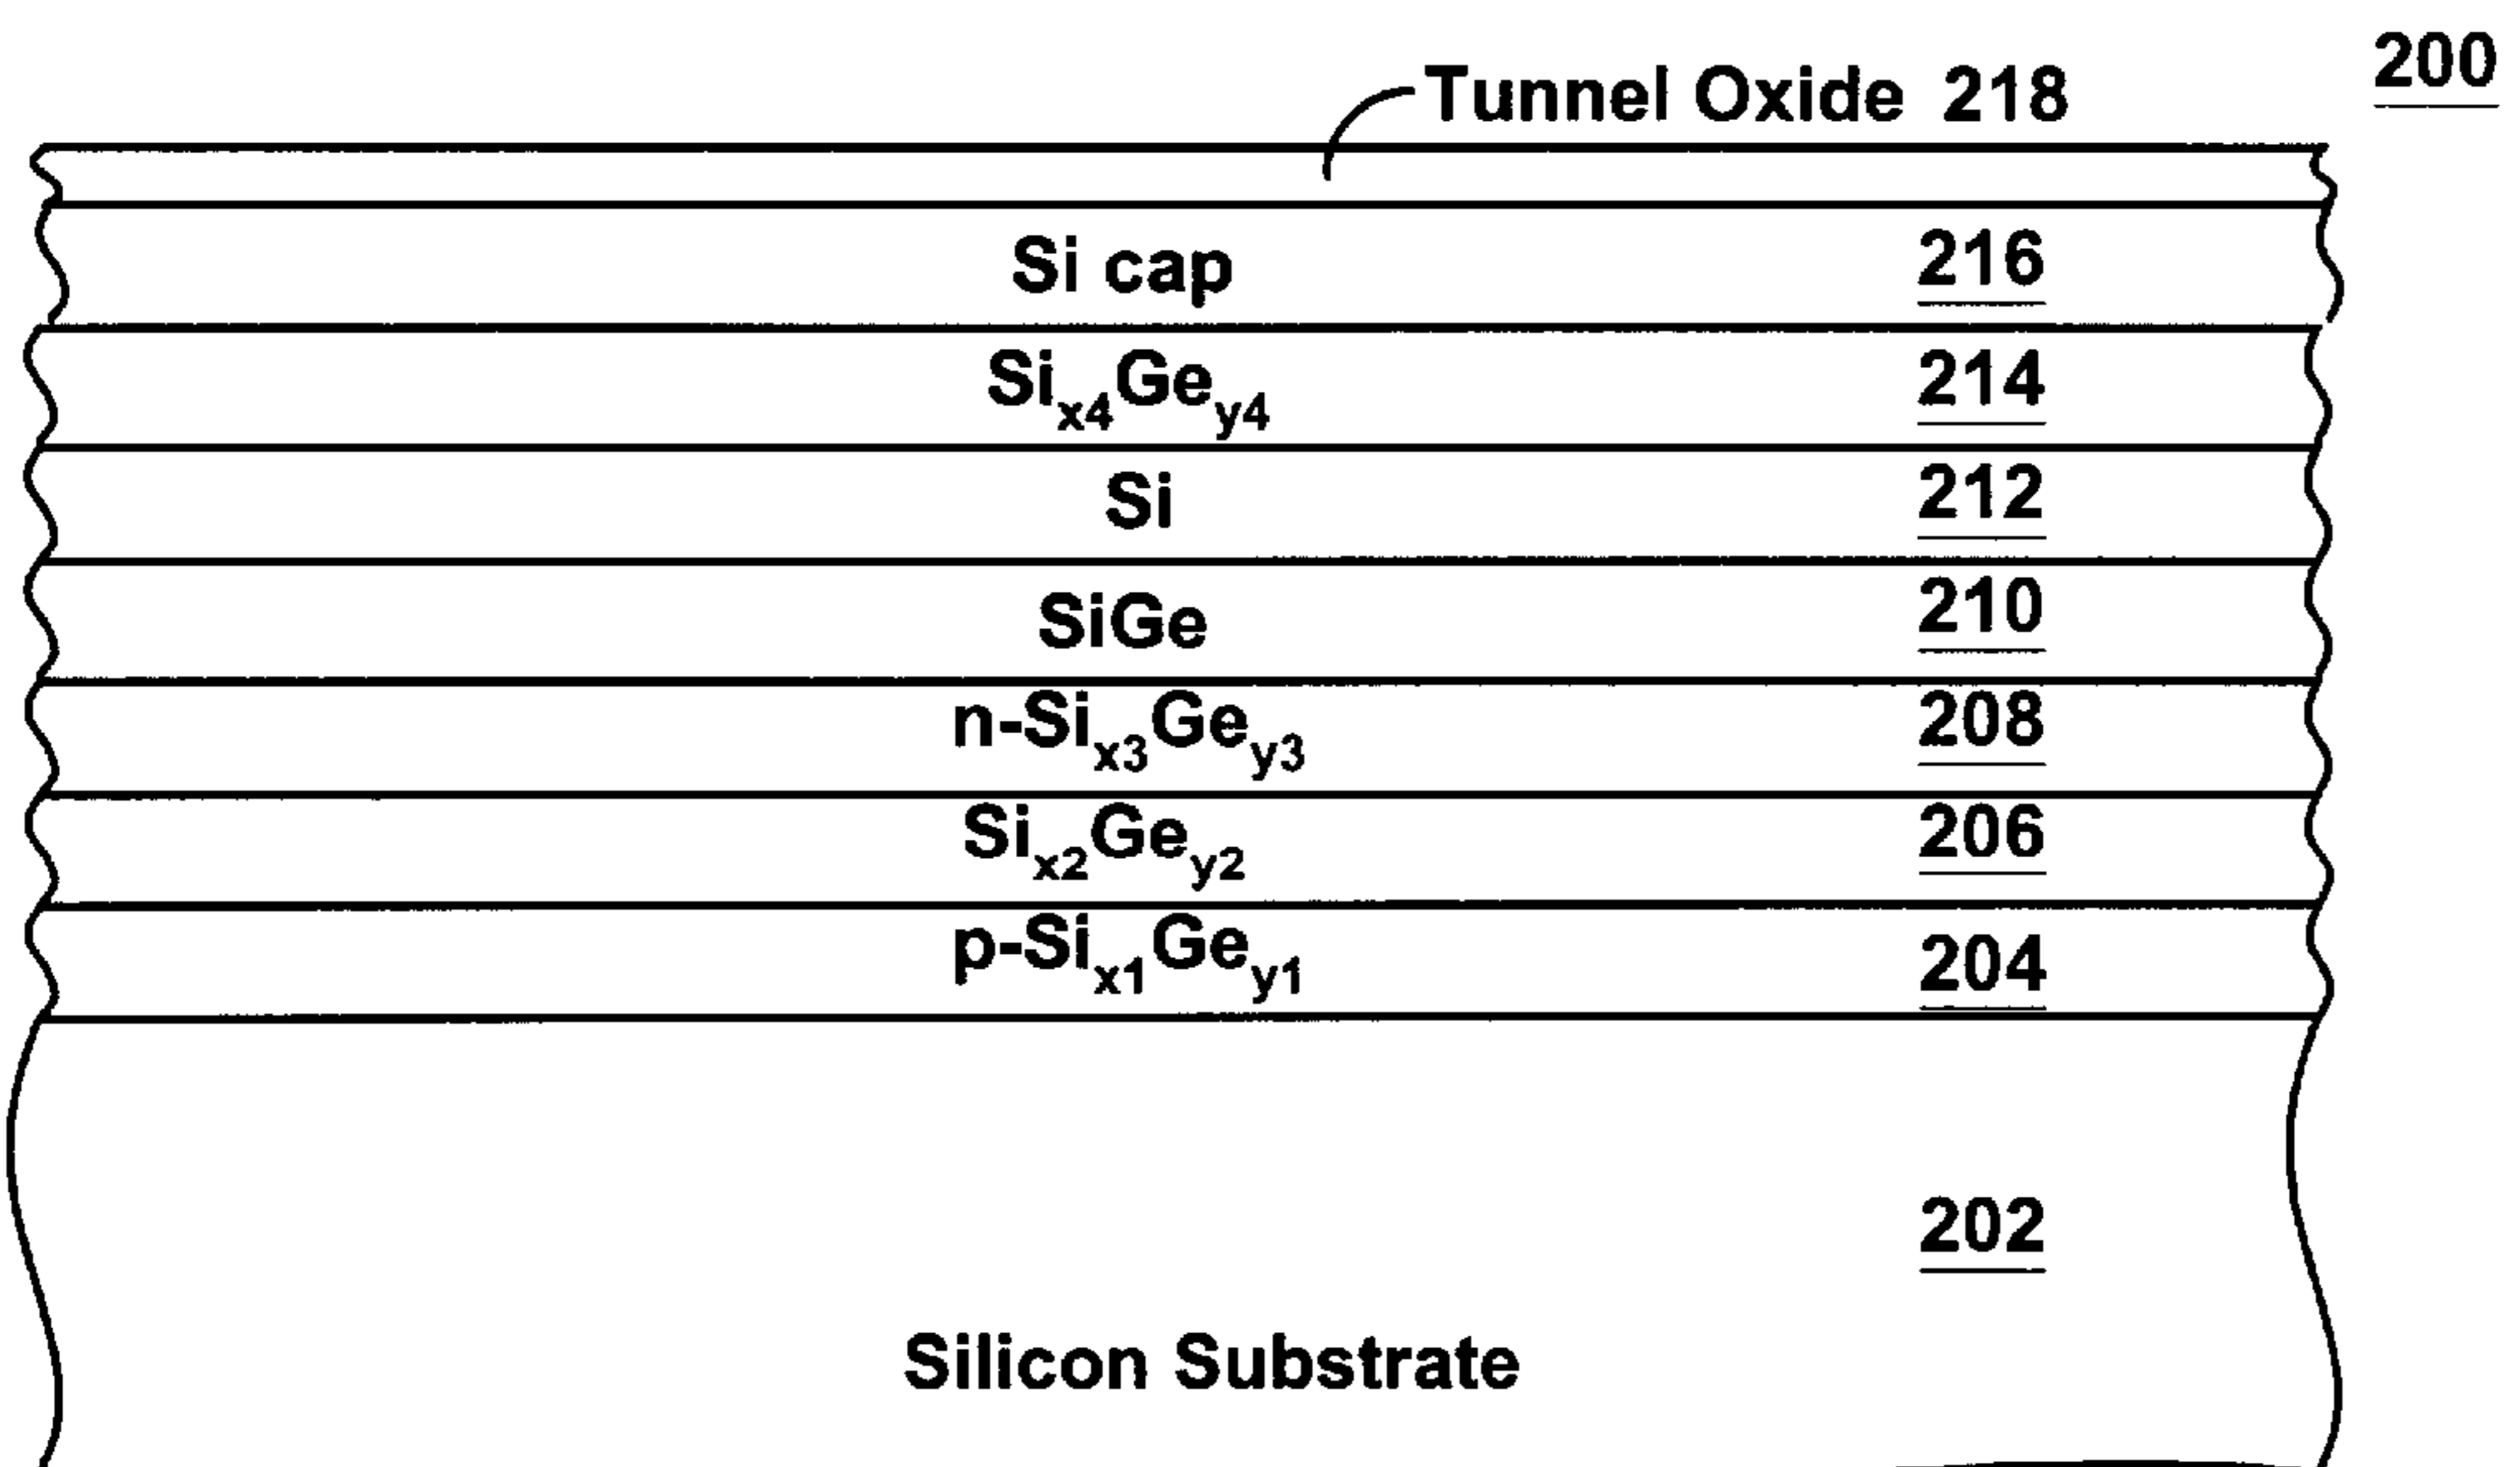 200
Tunnel Oxide 218
Si cap 216
Six4Gey4 214
Si 212
SiGe 210
n-Six3Gey3 208
Six2Gey2 206
p-Six1Gey1 204
202
Silicon Substrate